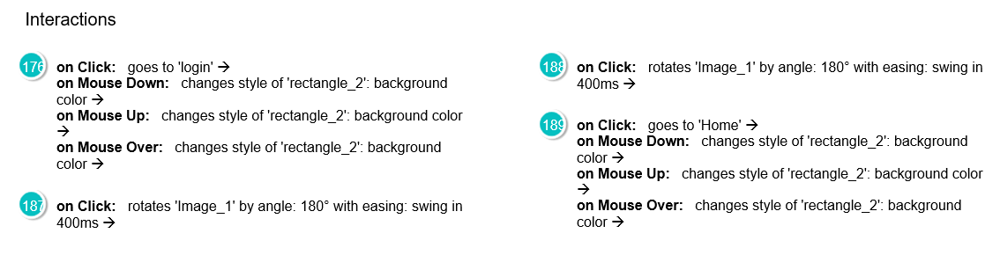 Interactions
176
on Click: goes to 'login' →
on Mouse Down: changes style of 'rectangle_2': background
color →
on Mouse Up: changes style of 'rectangle_2': background color
→
on Mouse Over: changes style of 'rectangle_2': background
color →
187
on Click: rotates 'Image_1' by angle: 180° with easing: swing in
400ms →
188
on Click: rotates 'Image_1' by angle: 180° with easing: swing in
400ms →
189
on Click: goes to 'Home' →
on Mouse Down: changes style of 'rectangle_2': background
color →
on Mouse Up: changes style of 'rectangle_2': background color
→
on Mouse Over: changes style of 'rectangle_2': background
color →